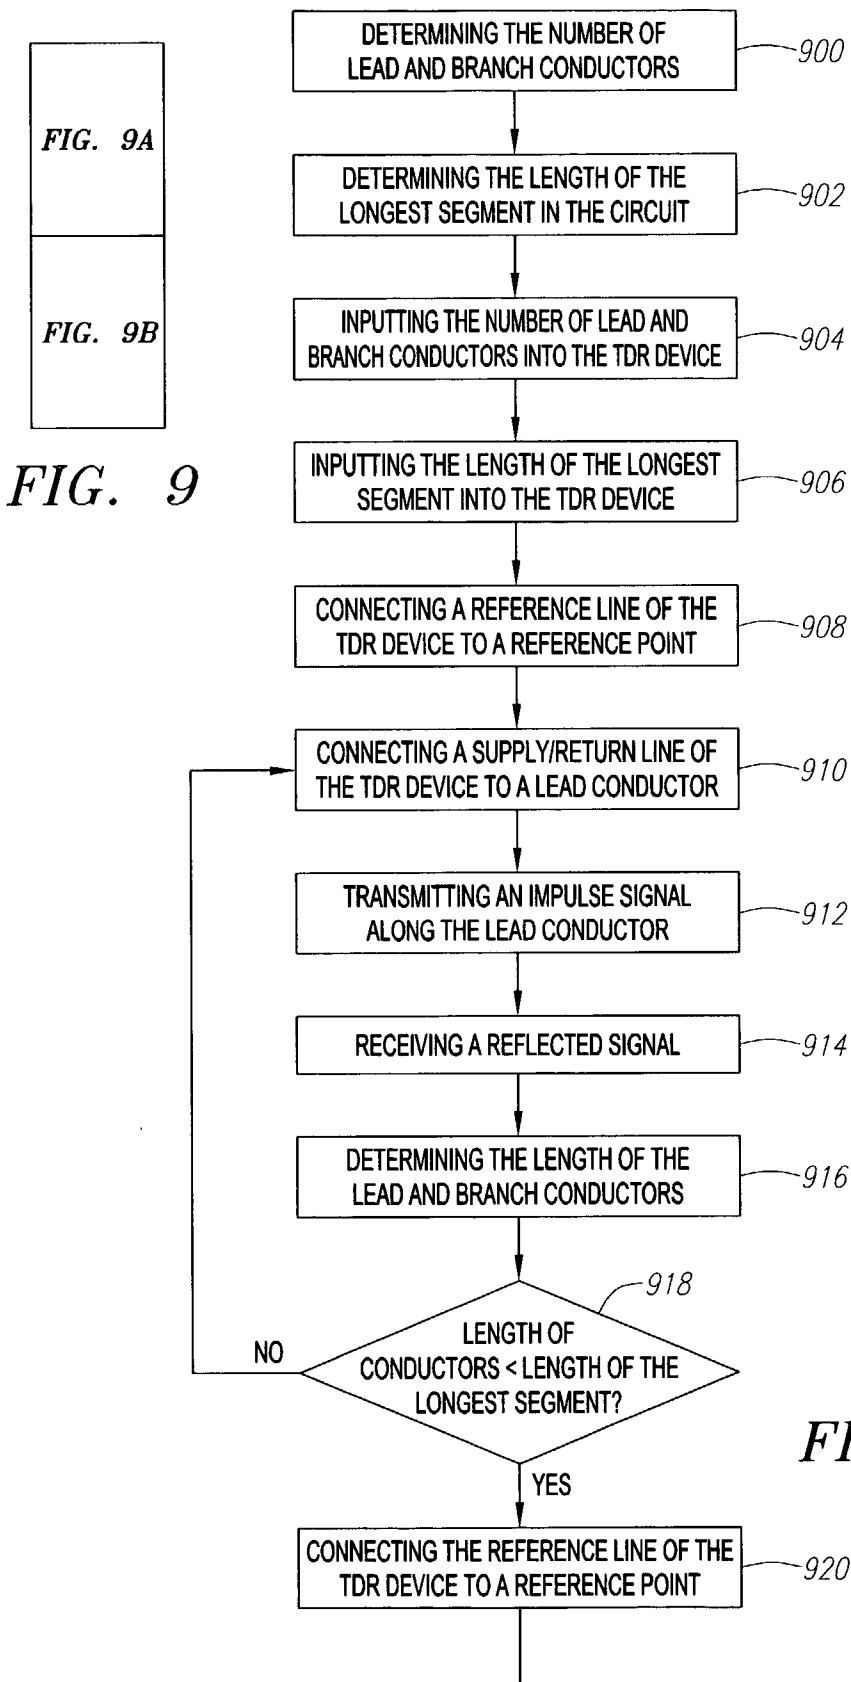 FIG. 9A
FIG. 9B
FIG. 9
DETERMINING THE NUMBER OF
LEAD AND BRANCH CONDUCTORS
900
DETERMINING THE LENGTH OF THE
LONGEST SEGMENT IN THE CIRCUIT
902
INPUTTING THE NUMBER OF LEAD AND
BRANCH CONDUCTORS INTO THE TDR DEVICE
904
INPUTTING THE LENGTH OF THE LONGEST
SEGMENT INTO THE TDR DEVICE
906
CONNECTING A REFERENCE LINE OF THE
TDR DEVICE TO A REFERENCE POINT
908
CONNECTING A SUPPLY/RETURN LINE OF
THE TDR DEVICE TO A LEAD CONDUCTOR
910
TRANSMITTING AN IMPULSE SIGNAL
ALONG THE LEAD CONDUCTOR
912
RECEIVING A REFLECTED SIGNAL
914
DETERMINING THE LENGTH OF THE
LEAD AND BRANCH CONDUCTORS
916
918
LENGTH OF
CONDUCTORS < LENGTH OF THE
LONGEST SEGMENT?
NO
YES
CONNECTING THE REFERENCE LINE OF THE
TDR DEVICE TO A REFERENCE POINT
920